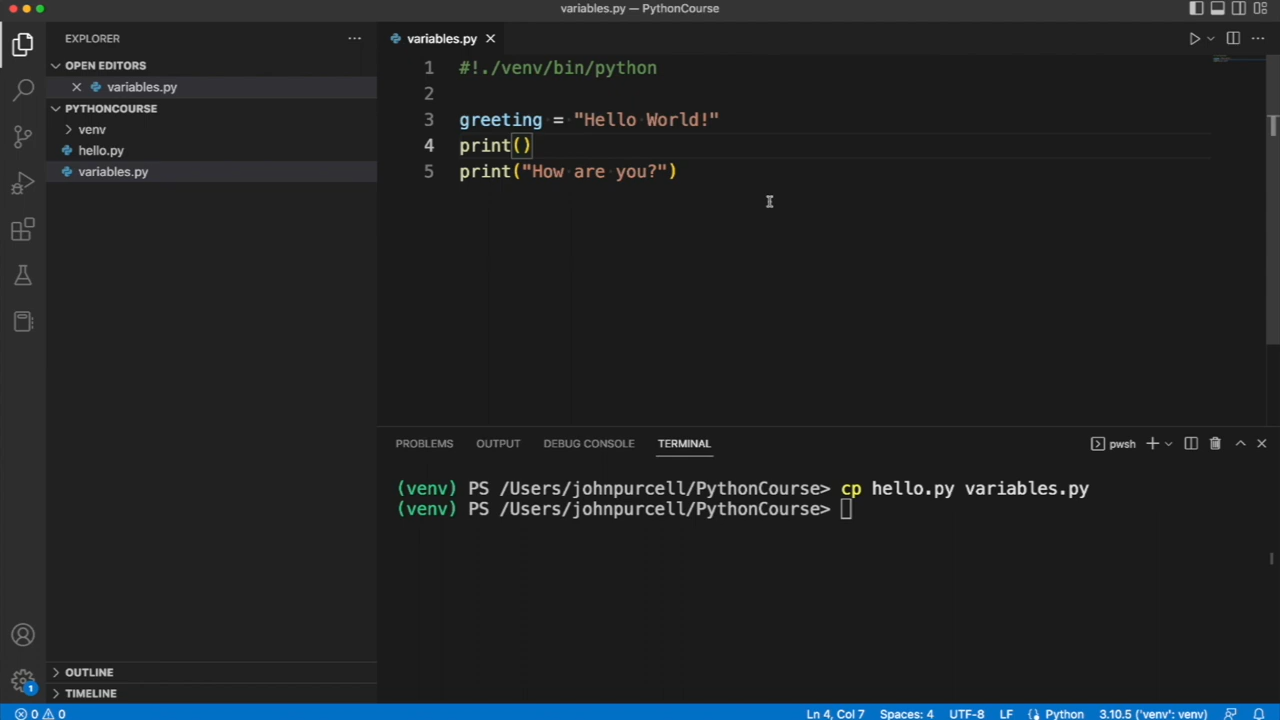 variables.py — PythonCourse
EXPLORER
OPEN EDITORS
variables.py
PYTHONCOURSE
venv
hello.py
variables.py
OUTLINE
TIMELINE
variables.py
1 #!./venv/bin/python
2
3 greeting = "Hello World!"
4 print()
5 print("How are you?")
PROBLEMS OUTPUT DEBUG CONSOLE TERMINAL pwsh
(venv) PS /Users/johnpurcell/PythonCourse> cp hello.py variables.py
(venv) PS /Users/johnpurcell/PythonCourse>
1
0 0 Ln 4, Col 7 Spaces: 4 UTF-8 LF Python 3.10.5 ('venv': venv)